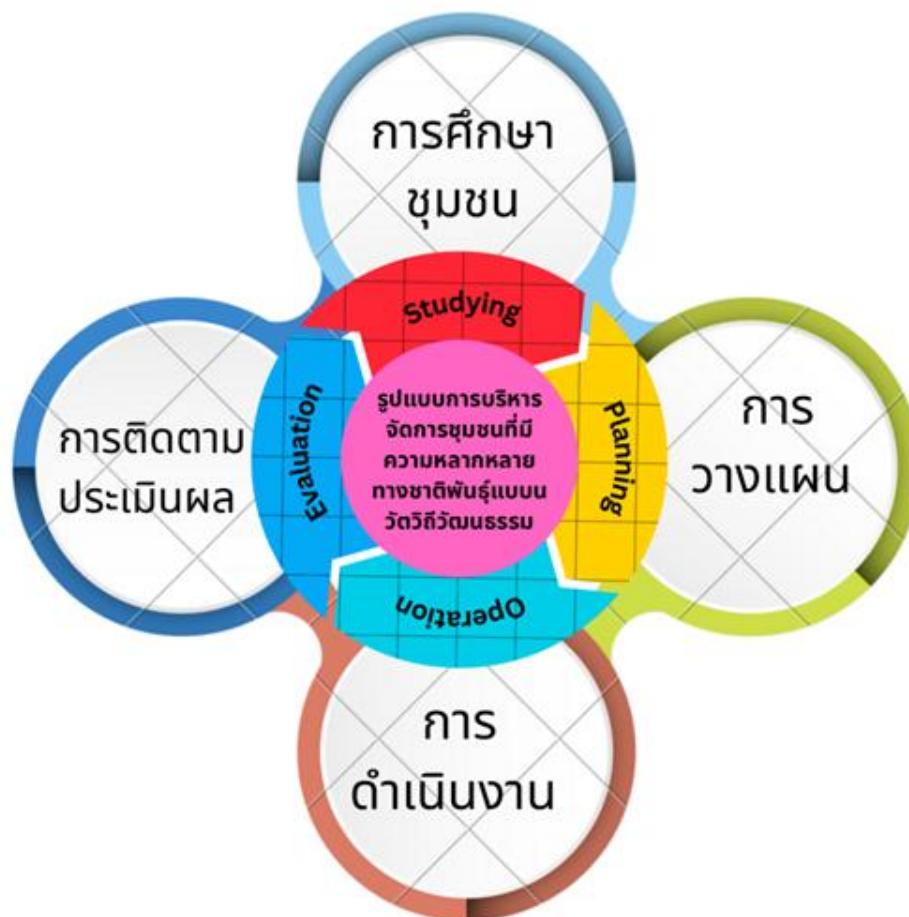 การศึกษา
ชุมชน
Studying
การ
วางแผน
Planning
รูปแบบการบริหาร
จัดการชุมชนที่มี
ความหลากหลาย
ทางชาติพันธุ์แบบน
วัตวิถีวัฒนธรรม
Evaluation
การติดตาม
ประเมินผล
Operation
การ
ดำเนินงาน